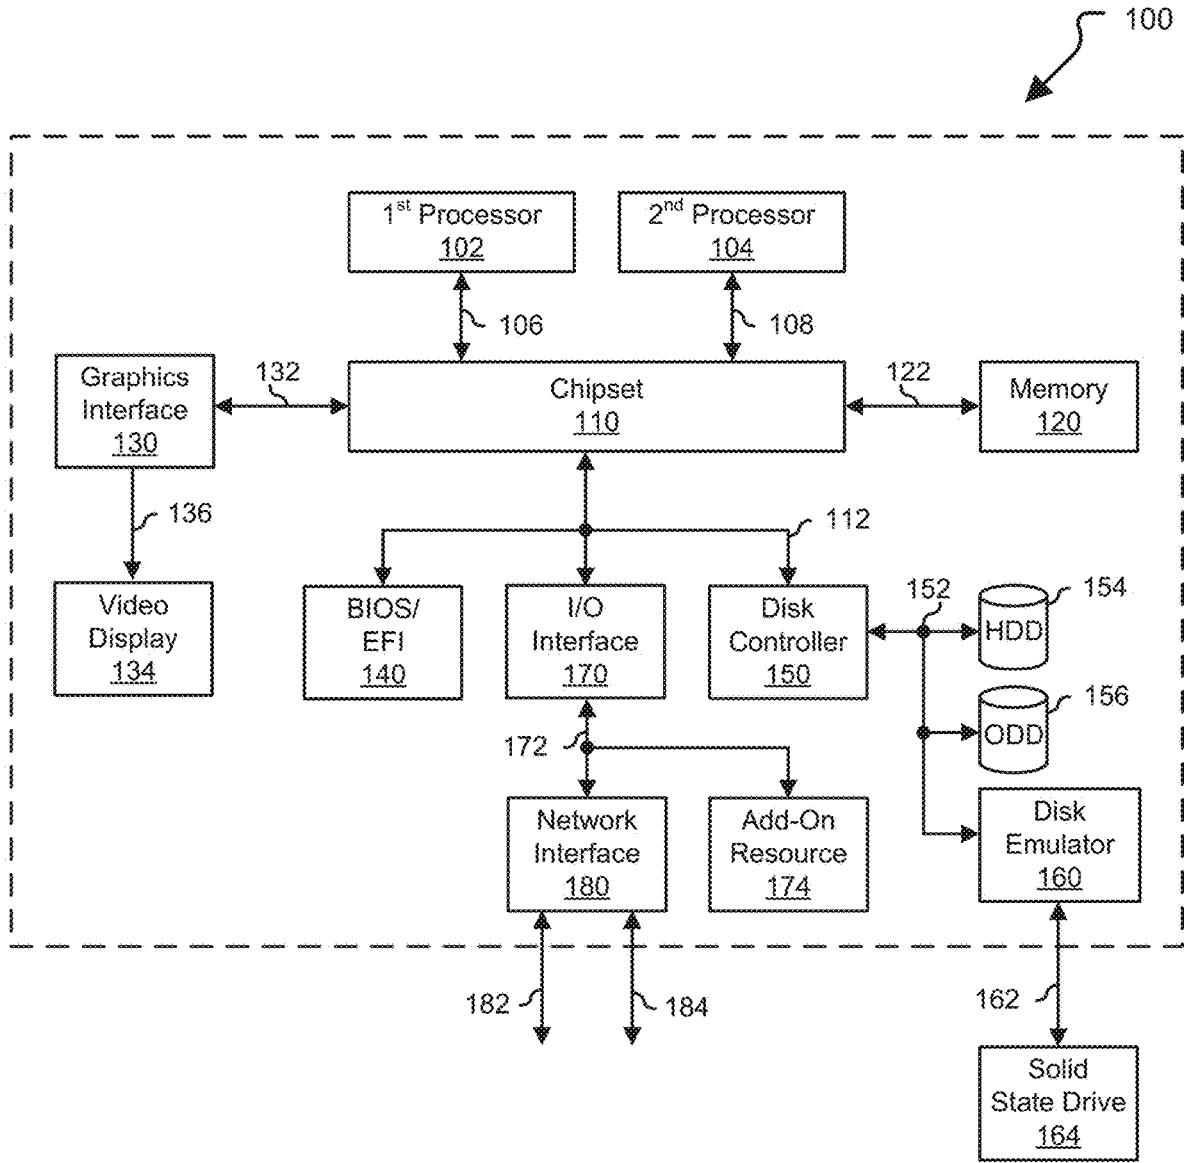 100
1st Processor
102
2nd Processor
104
106
108
Graphics
Interface
130
132
Chipset
110
122
Memory
120
136
112
Video
Display
134
BIOS/
EFI
140
I/O
Interface
170
Disk
Controller
150
152
HDD
154
ODD
156
172
Network
Interface
180
Add-On
Resource
174
Disk
Emulator
160
182
184
162
Solid
State Drive
164